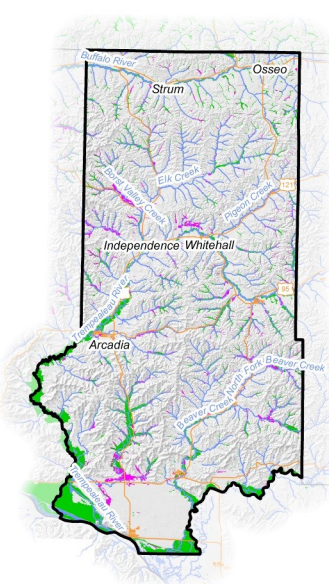 Buffalo River
Osseo
Strum
Elk Creek
Borst Valley Creek
121
Pigeon Creek
Independence Whitehall
95
Trempealeau River
Arcadia
Beaver Creek North Fork Beaver Creek
Trempealeau River